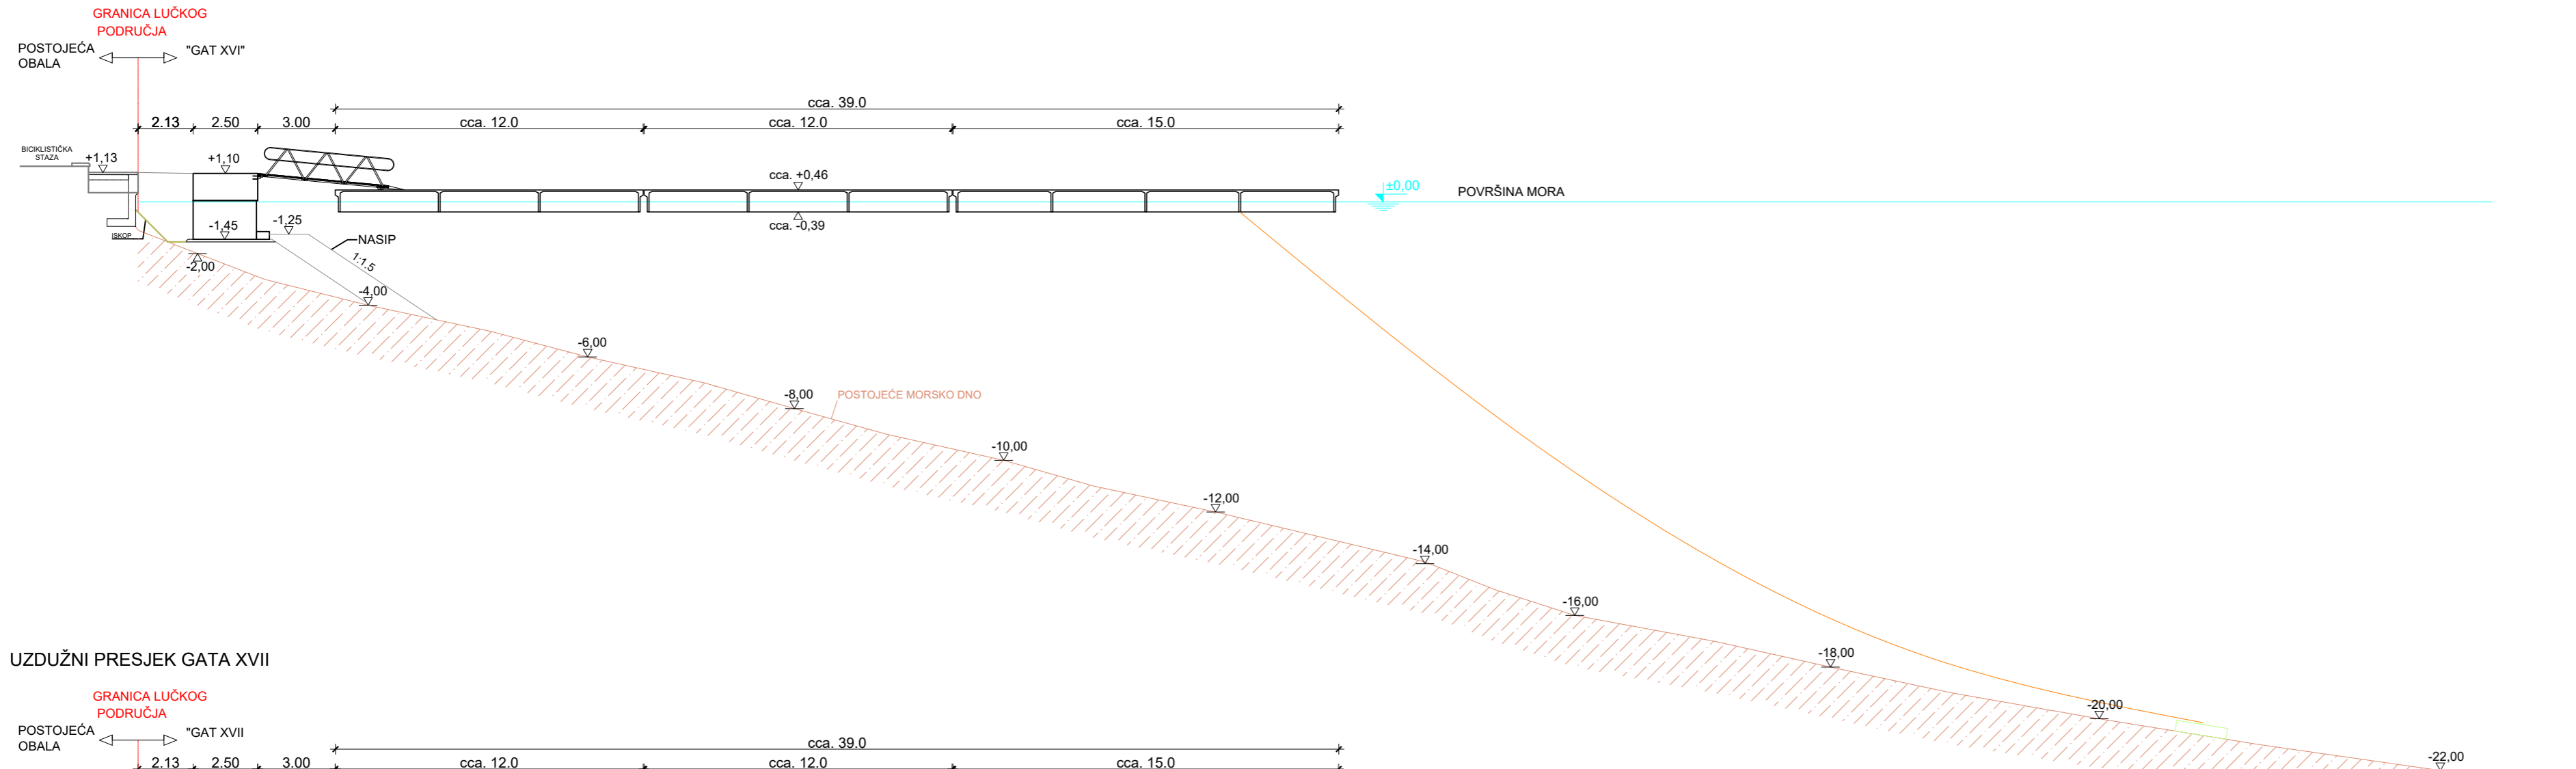 GRANICA LUČKOG
PODRUČJA
POSTOJEĆA
OBALA
"GAT XVI"
cca. 39.0
2.13 2.50 3.00 cca. 12.0 cca. 12.0 cca. 15.0
BICIKLISTIČKA
STAZA
+1,13
+1,10
cca. +0,46
±0,00
POVRŠINA MORA
-1,45
-1,25
cca. -0,39
ISKOP
NASIP
1:1.5
-2,00
-4,00
-6,00
-8,00
POSTOJEĆE MORSKO DNO
-10,00
-12,00
-14,00
-16,00
-18,00
-20,00
-22,00
UZDUŽNI PRESJEK GATA XVII
GRANICA LUČKOG
PODRUČJA
POSTOJEĆA
OBALA
"GAT XVII
cca. 39.0
2.13 2.50 3.00 cca. 12.0 cca. 12.0 cca. 15.0